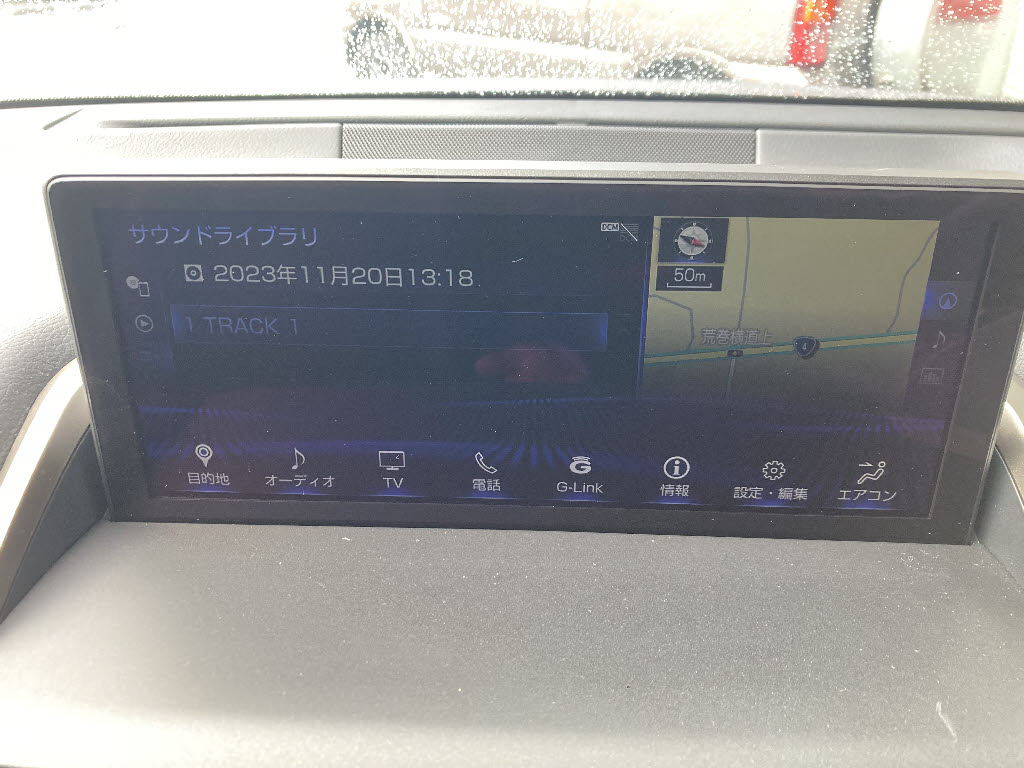 サウンドライブラリ
DCM
2023年11月20日13:18
50m
1 TRACK 1
荒巻横道上
4
目的地
オーディオ
TV
電話
G-Link
情報
設定・編集
エアコン